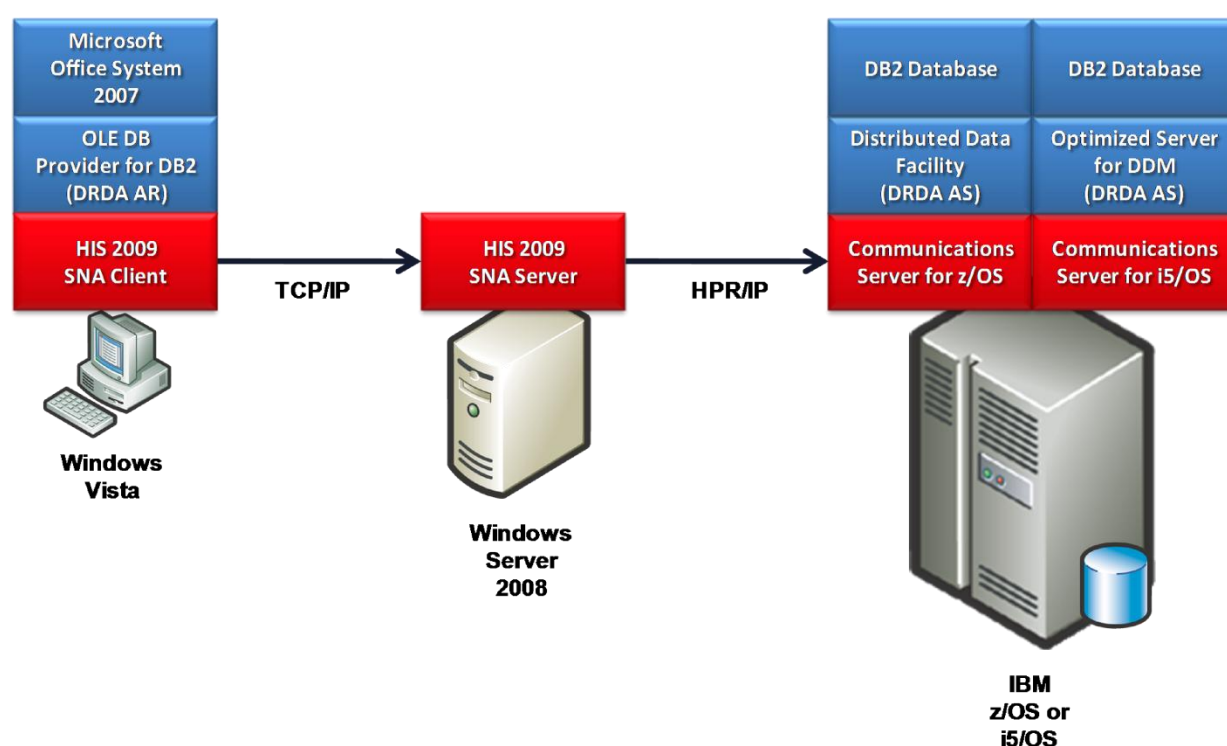 Microsoft
Office System
2007
OLE DB
Provider for DB2
(DRDA AR)
HIS 2009
SNA Client
Windows
Vista
TCP/IP
HIS 2009
SNA Server
Windows
Server
2008
HPR/IP
DB2 Database
Distributed Data
Facility
(DRDA AS)
Communications
Server for z/OS
DB2 Database
Optimized Server
for DDM
(DRDA AS)
Communications
Server for i5/OS
IBM
z/OS or
i5/OS